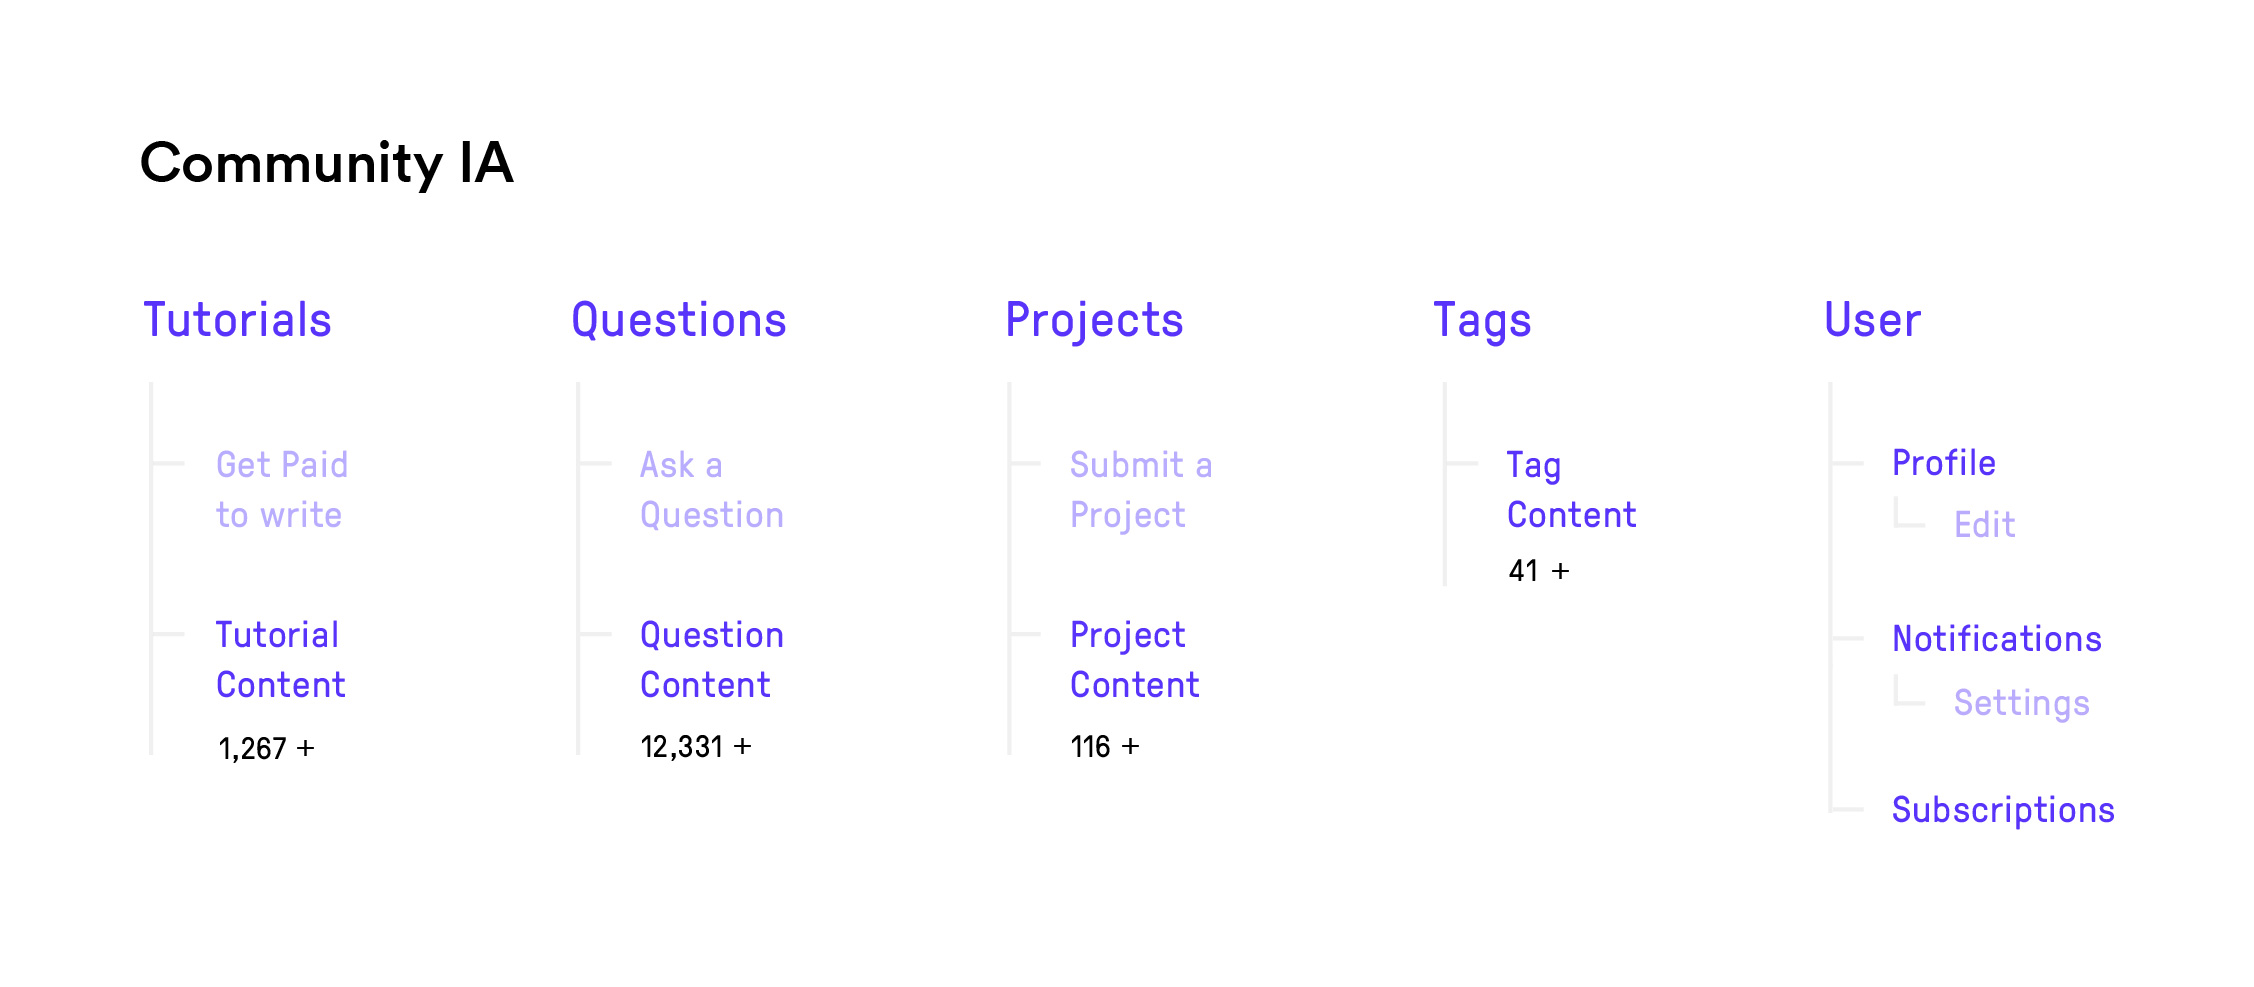 Community IA
Tutorials
Get Paid
to write
Tutorial
Content
1,267 +
Questions
Ask a
Question
Question
Content
12,331 +
Projects
Submit a
Project
Project
Content
116 +
Tags
Tag
Content
41 +
User
Profile
Edit
Notifications
Settings
Subscriptions